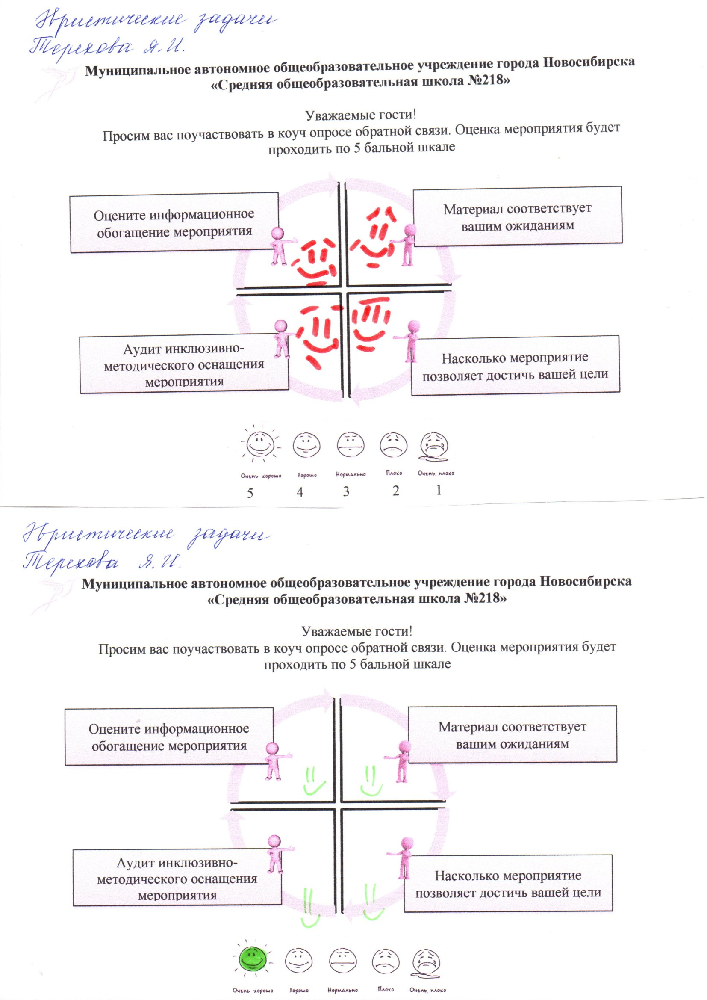 Юристические задачи
Терехова Я.И.
Муниципальное автономное общеобразовательное учреждение города Новосибирска
«Средняя общеобразовательная школа №218»
Уважаемые гости!
Просим вас поучаствовать в коуч опросе обратной связи. Оценка мероприятия будет
проходить по 5 бальной шкале
Оцените информационное
обогащение мероприятия
Материал соответствует
вашим ожиданиям
Аудит инклюзивно-
методического оснащения
мероприятия
Насколько мероприятие
позволяет достичь вашей цели
Очень хорошо Хорошо Нормально Плохо Очень плохо
5 4 3 2 1
Юристические задачи
Терехова Я.И.
Муниципальное автономное общеобразовательное учреждение города Новосибирска
«Средняя общеобразовательная школа №218»
Уважаемые гости!
Просим вас поучаствовать в коуч опросе обратной связи. Оценка мероприятия будет
проходить по 5 бальной шкале
Оцените информационное
обогащение мероприятия
Материал соответствует
вашим ожиданиям
Аудит инклюзивно-
методического оснащения
мероприятия
Насколько мероприятие
позволяет достичь вашей цели
Очень хорошо Хорошо Нормально Плохо Очень плохо